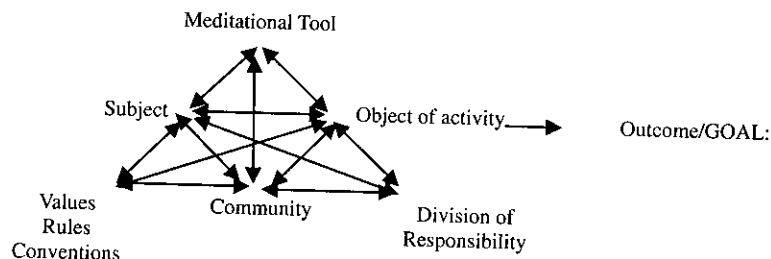 Meditational Tool
Subject
Object of activity
Outcome/GOAL:
Values
Rules
Conventions
Community
Division of
Responsibility